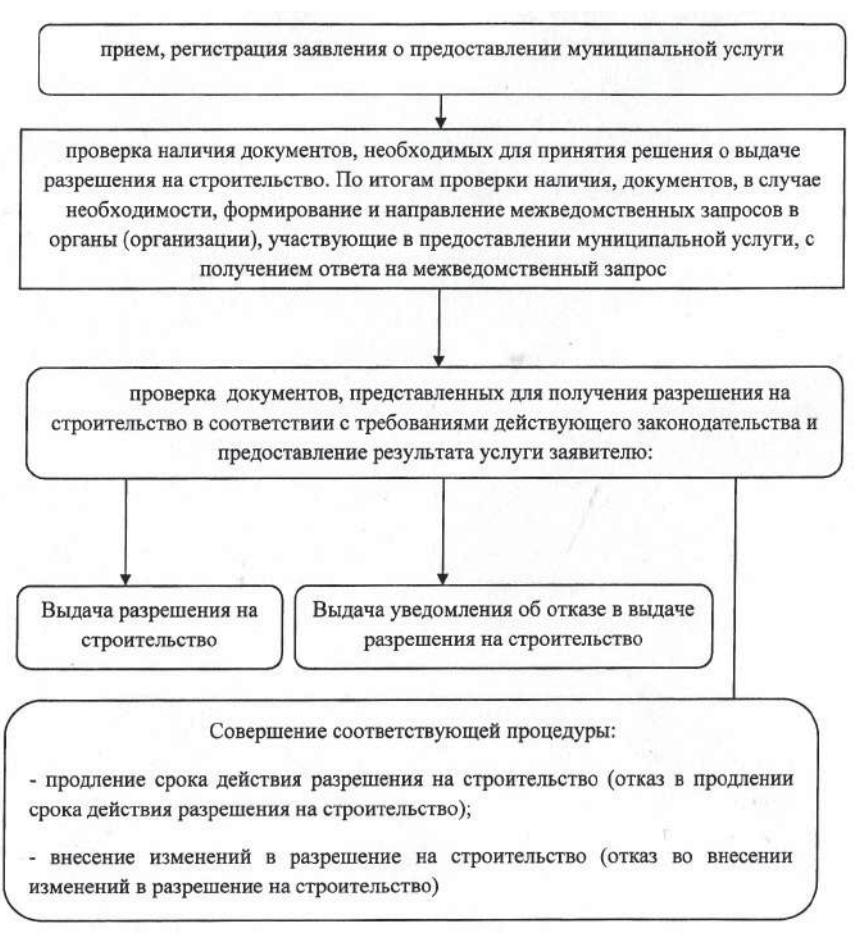 прием, регистрация заявления о предоставлении муниципальной услуги
проверка наличия документов, необходимых для принятия решения о выдаче
разрешения на строительство. По итогам проверки наличия, документов, в случае
необходимости, формирование и направление межведомственных запросов в
органы (организации), участвующие в предоставлении муниципальной услуги, с
получением ответа на межведомственный запрос
проверка документов, представленных для получения разрешения на
строительство в соответствии с требованиями действующего законодательства и
предоставление результата услуги заявителю:
Выдача разрешения на
строительство
Выдача уведомления об отказе в выдаче
разрешения на строительство
Совершение соответствующей процедуры:
- продление срока действия разрешения на строительство (отказ в продлении
срока действия разрешения на строительство);
- внесение изменений в разрешение на строительство (отказ во внесении
изменений в разрешение на строительство)